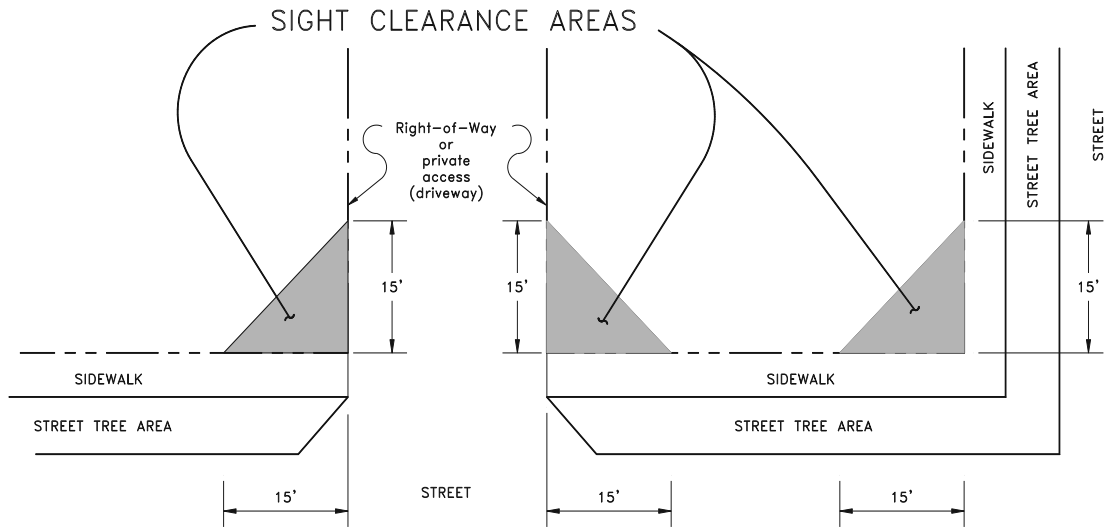 SIGHT CLEARANCE AREAS
Right-of-Way
or
private
access
(driveway)
SIDEWALK
STREET TREE AREA
STREET
15'
15'
15'
15'
SIDEWALK
SIDEWALK
STREET TREE AREA
STREET TREE AREA
15'
STREET
15'
15'